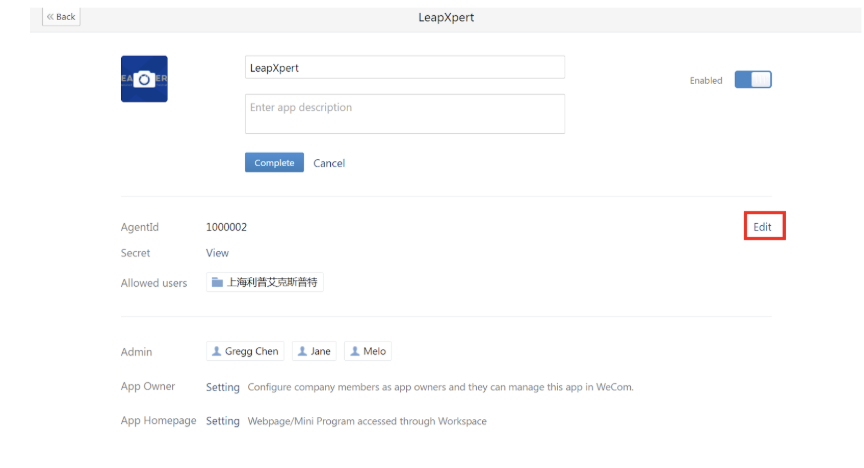 « Back
LeapXpert
LeapXpert
Enabled
Enter app description
Complete Cancel
AgentId 1000002 Edit
Secret View
Allowed users 上海利普艾克斯普特
Admin Gregg Chen Jane Melo
App Owner Setting Configure company members as app owners and they can manage this app in WeCom.
App Homepage Setting Webpage/Mini Program accessed through Workspace